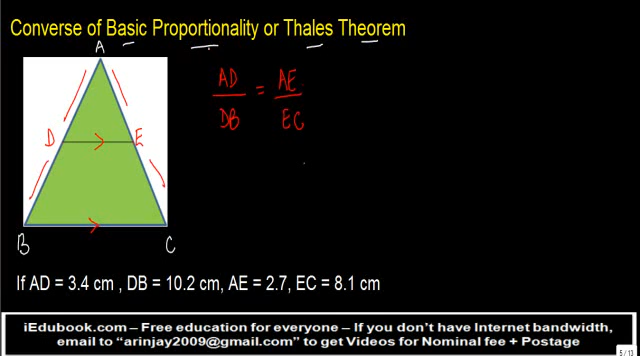 Converse of Basic Proportionality or Thales Theorem
A
AD AE
= 
DB EC
D E
B C
If AD = 3.4 cm , DB = 10.2 cm, AE = 2.7, EC = 8.1 cm
iEdubook.com – Free education for everyone – If you don't have Internet bandwidth,
email to “arinjay2009@gmail.com” to get Videos for Nominal fee + Postage
5 / 13